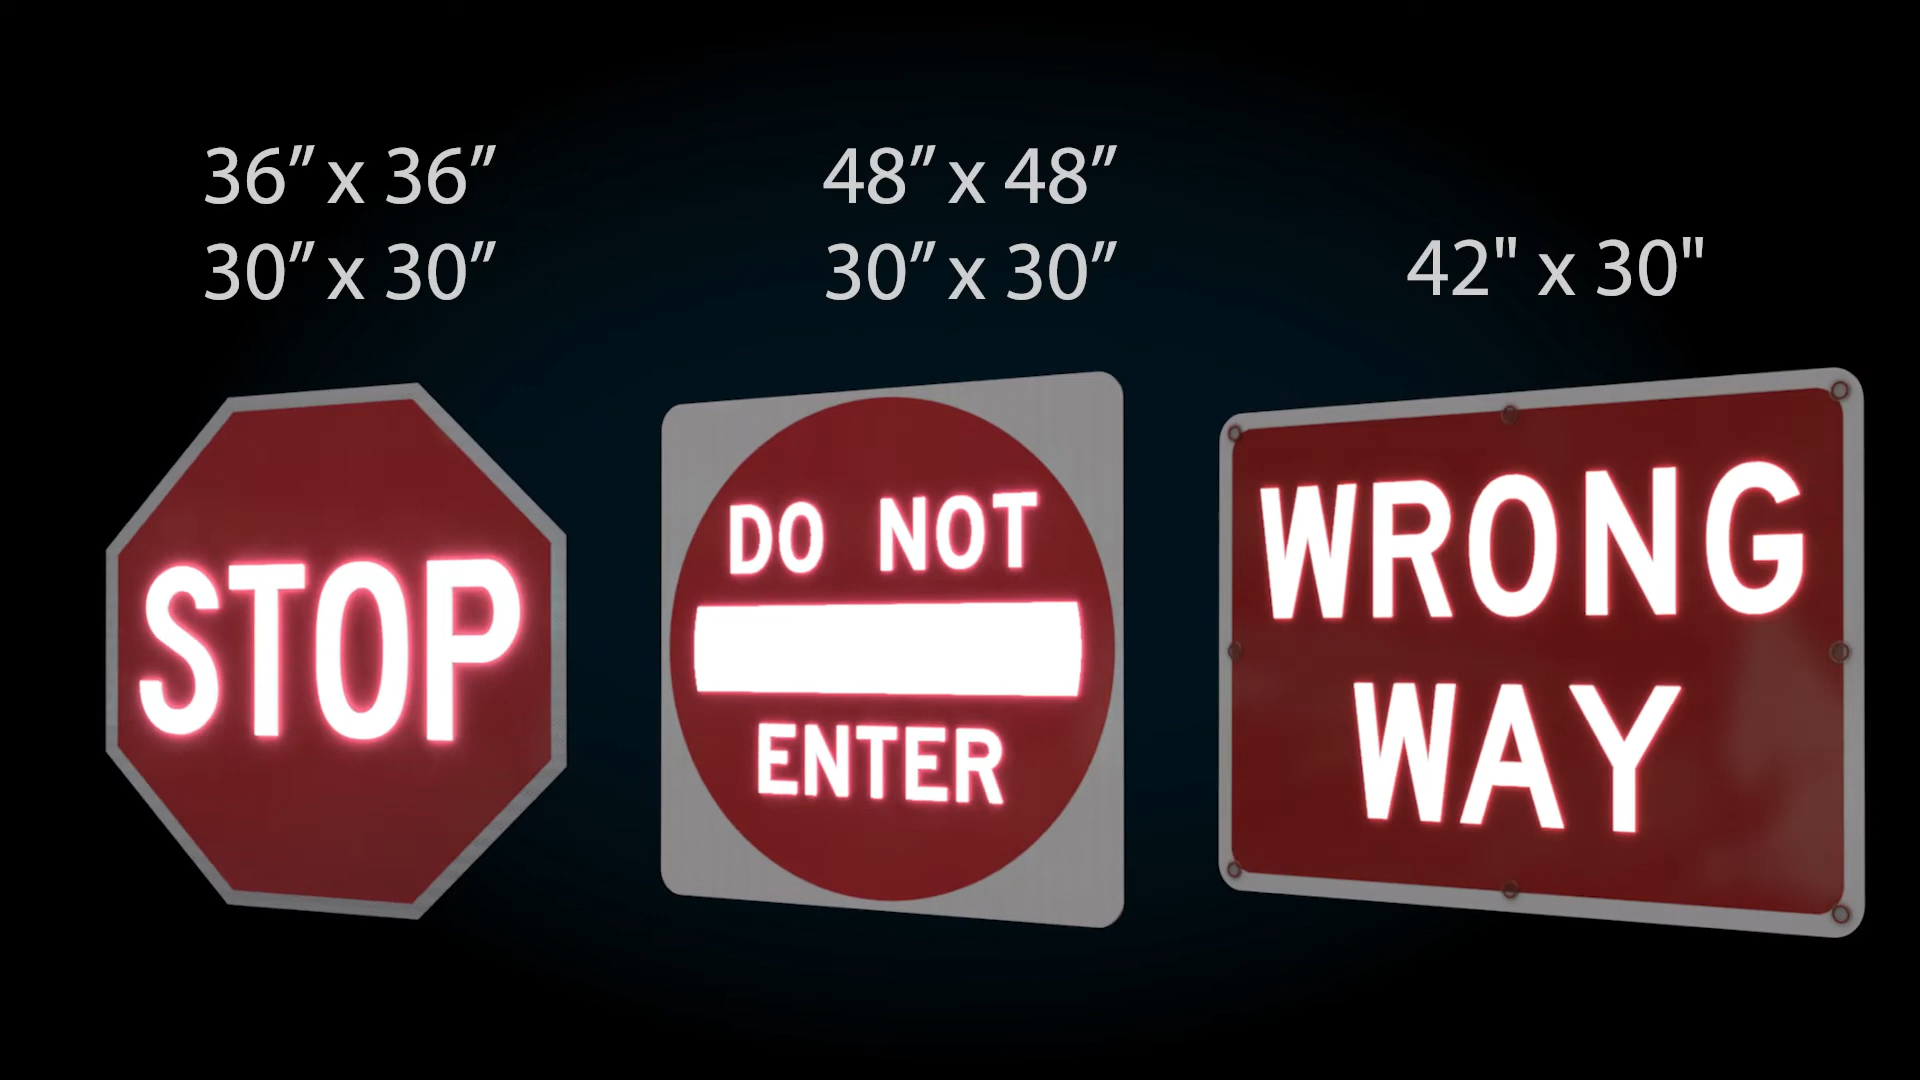 36” x 36”
30” x 30”
48” x 48”
30” x 30”
42" x 30"
STOP
DO NOT
ENTER
WRONG
WAY